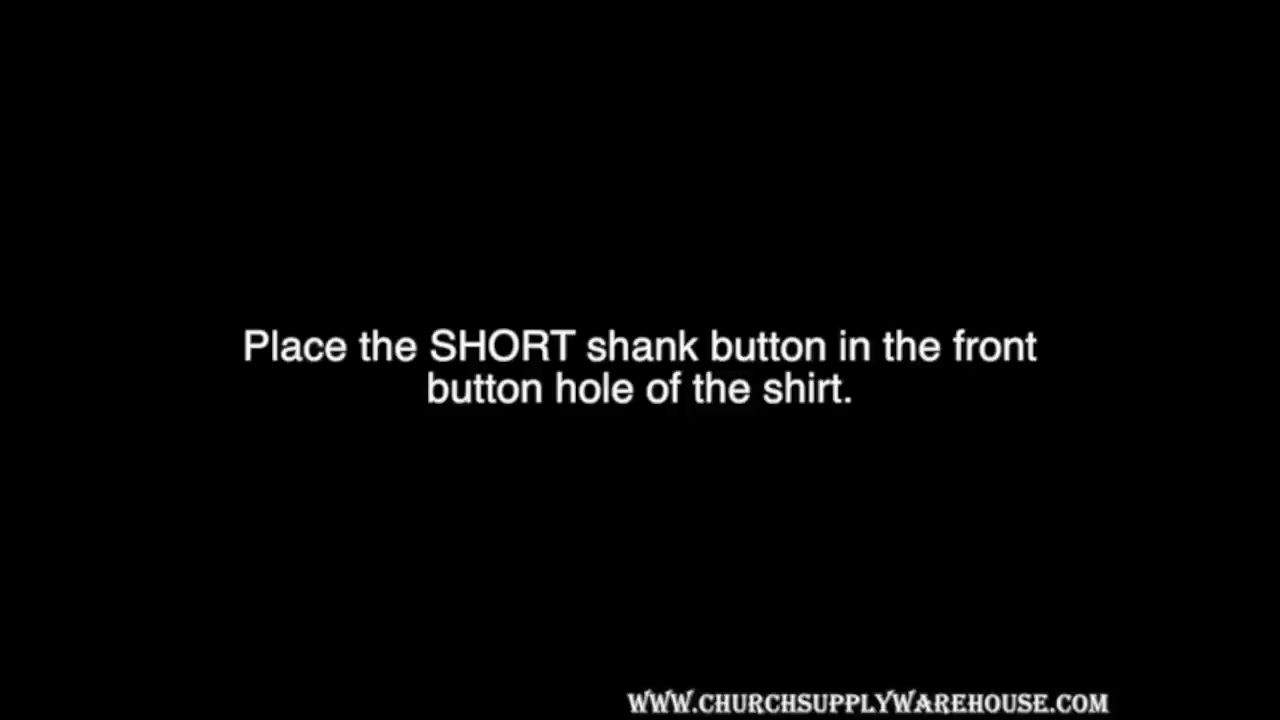 Place the SHORT shank button in the front
button hole of the shirt.
WWW.CHURCHSUPPLYWAREHOUSE.COM